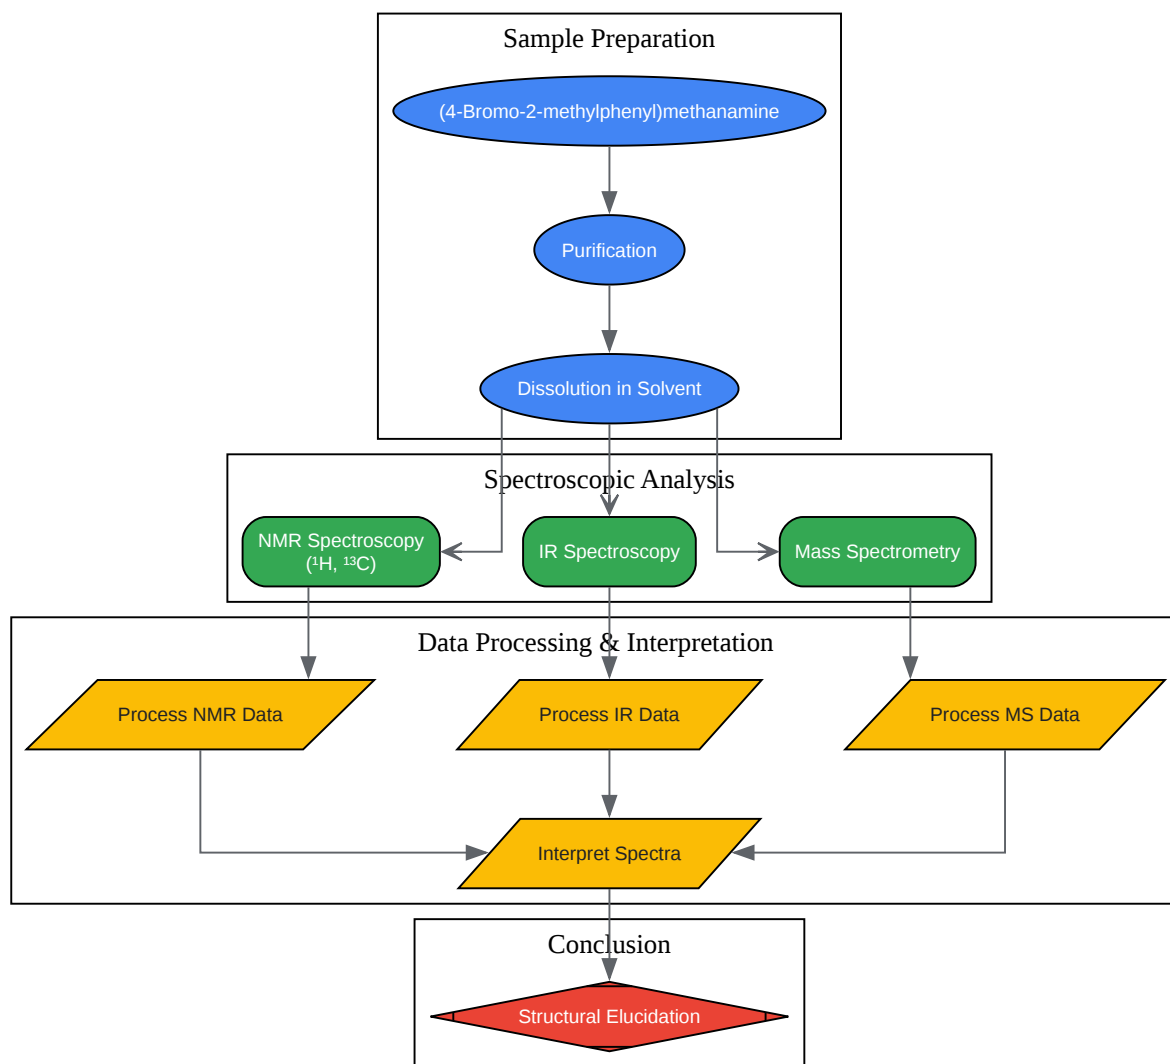 Sample Preparation
(4-Bromo-2-methylphenyl)methanamine
Purification
Dissolution in Solvent
Spectroscopic Analysis
NMR Spectroscopy
(¹H, ¹³C)
IR Spectroscopy
Mass Spectrometry
Data Processing & Interpretation
Process NMR Data
Process IR Data
Process MS Data
Interpret Spectra
Conclusion
Structural Elucidation